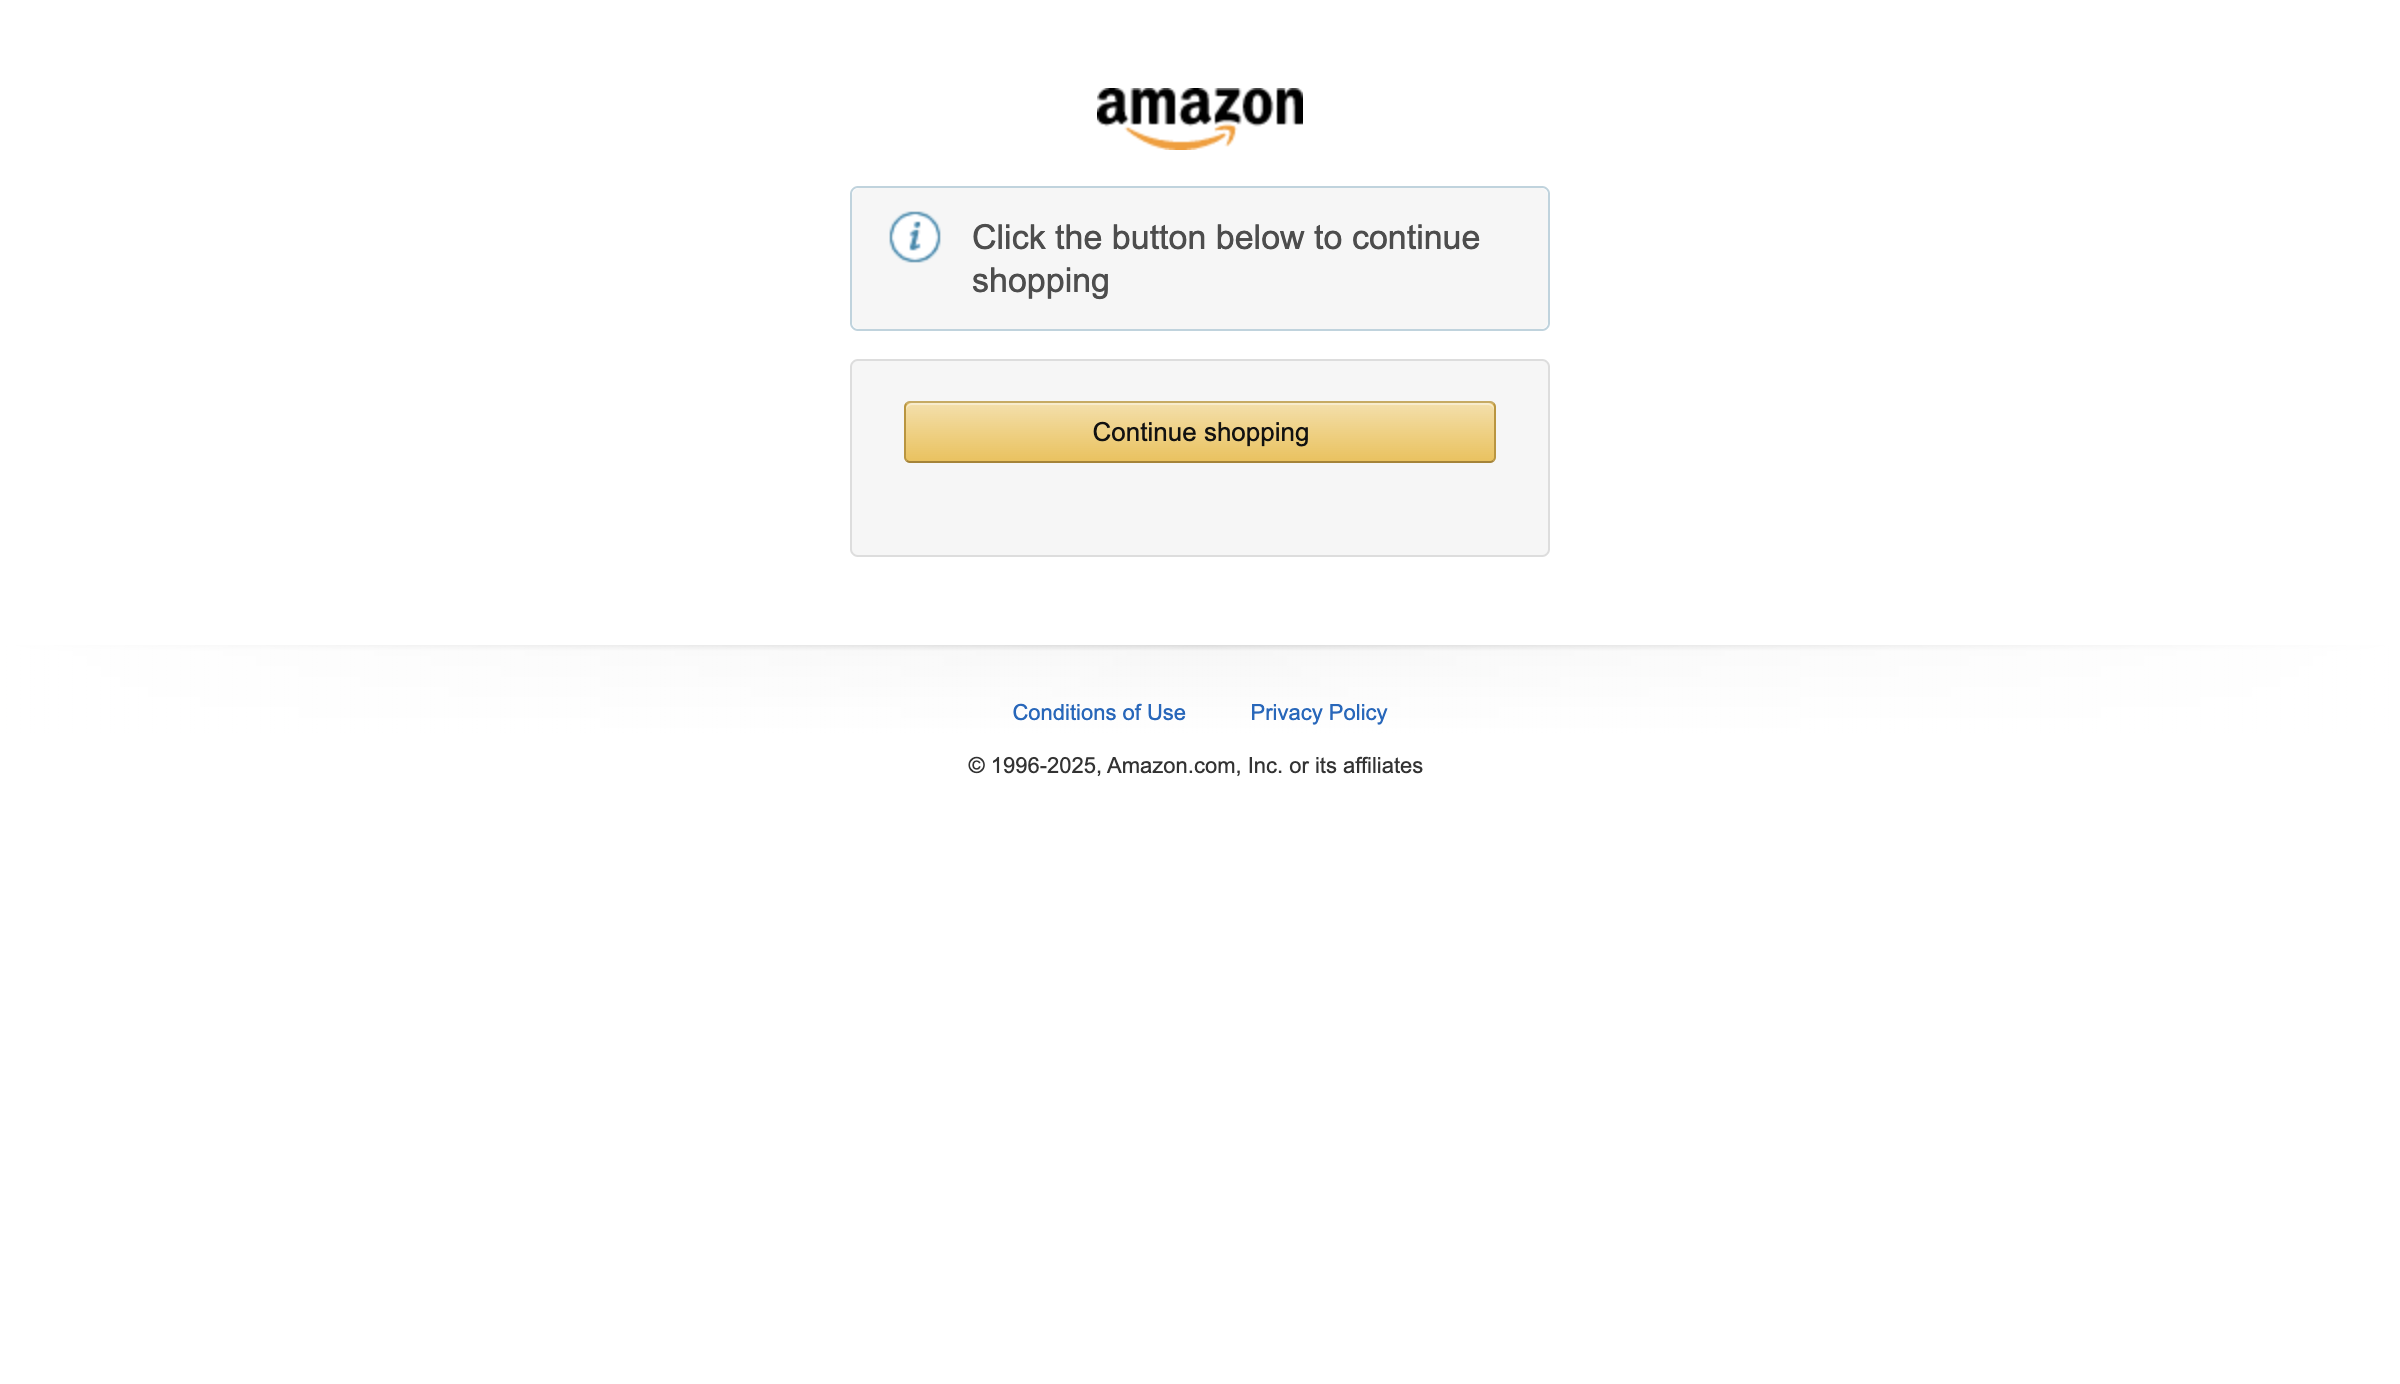 amazon
Click the button below to continue
shopping
Continue shopping
Conditions of Use Privacy Policy
© 1996-2025, Amazon.com, Inc. or its affiliates